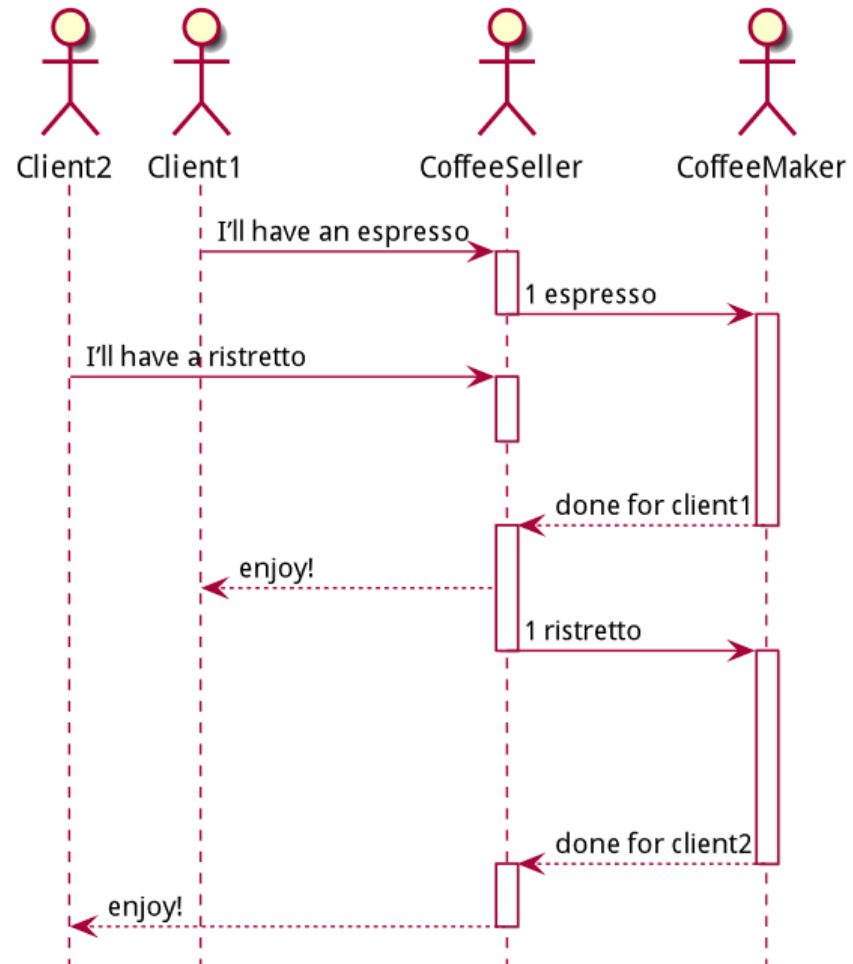 Client2 Client1 CoffeeSeller CoffeeMaker
I’ll have an espresso
1 espresso
I’ll have a ristretto
done for client1
enjoy!
1 ristretto
done for client2
enjoy!